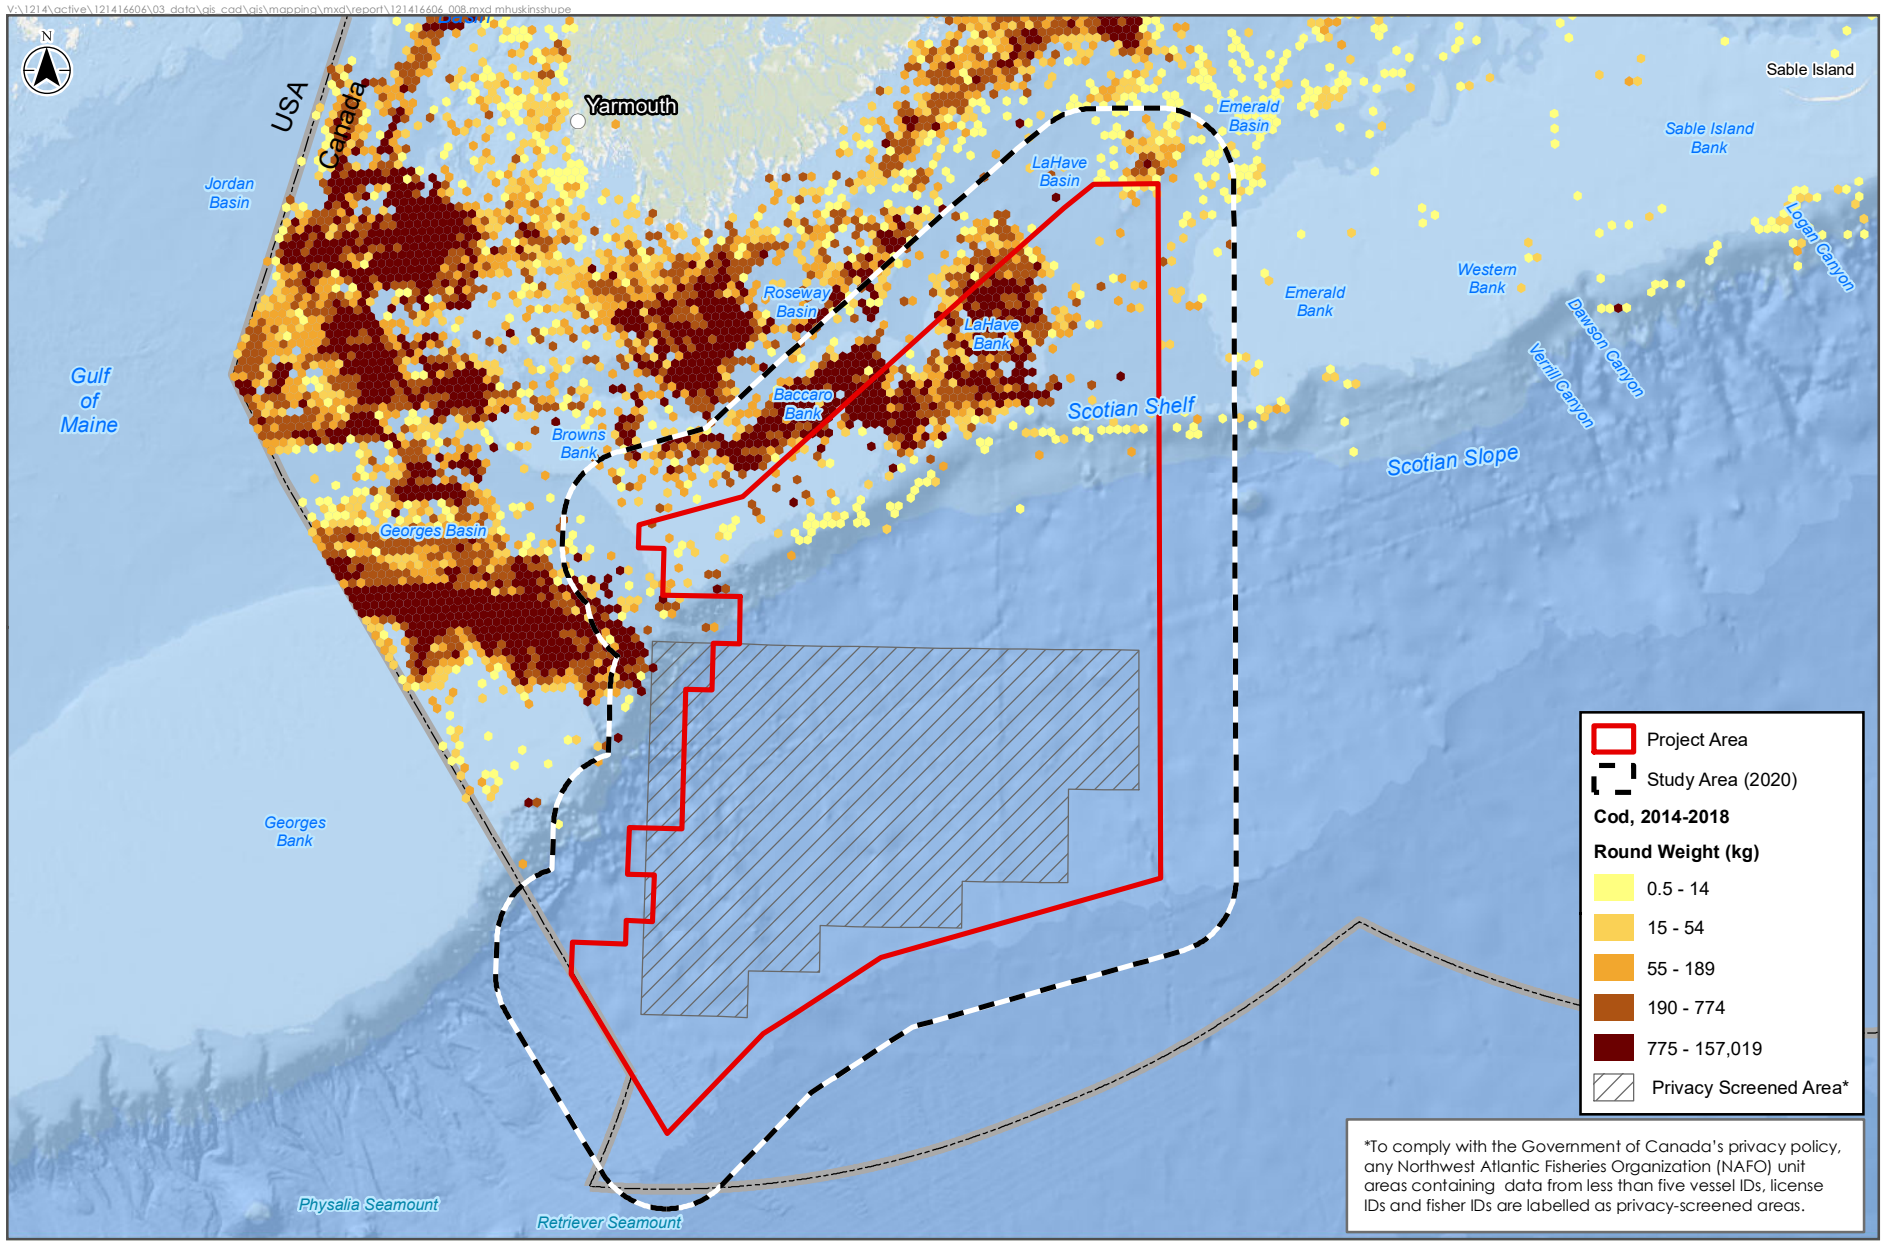 V:\1214\active\121416606\03_data\gis_cad\gis\mapping\mxd\report\121416606_008.mxd mhuskinsshupe
N
USA
Canada
Yarmouth
Sable Island
Emerald
Basin
Sable Island
Bank
LaHave
Basin
Jordan
Basin
Logan Canyon
Western
Bank
Emerald
Bank
Roseway
Basin
LaHave
Bank
Dawson Canyon
Verrill Canyon
Gulf
of
Maine
Baccaro
Bank
Scotian Shelf
Browns
Bank
Scotian Slope
Georges Basin
Georges
Bank
Physalia Seamount
Retriever Seamount
Project Area
Study Area (2020)
Cod, 2014-2018
Round Weight (kg)
0.5 - 14
15 - 54
55 - 189
190 - 774
775 - 157,019
Privacy Screened Area*
*To comply with the Government of Canada's privacy policy,
any Northwest Atlantic Fisheries Organization (NAFO) unit
areas containing data from less than five vessel IDs, license
IDs and fisher IDs are labelled as privacy-screened areas.